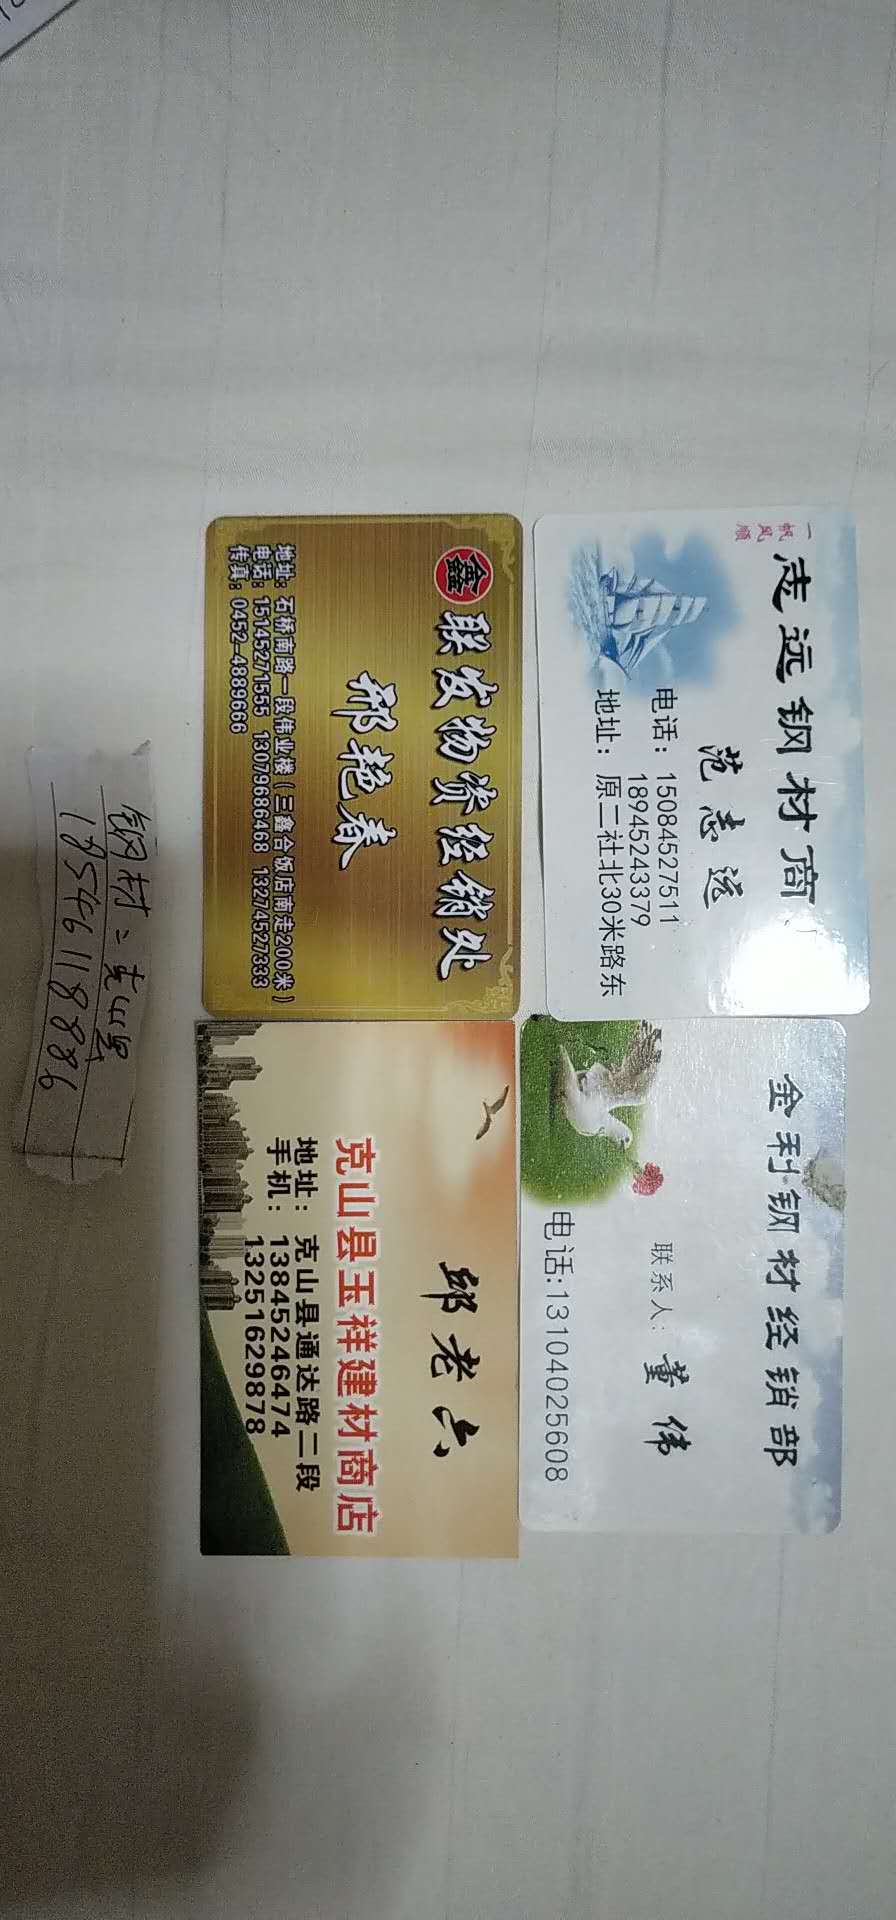 一帆风顺
志远钢材商
范志远
电话：15084527511
18945243379
地址：原二社北30米路东
鑫
联发物资经销处
邢艳春
地址：石桥南路一段伟业楼（三鑫合饭店南走200米）
电话：15145271555 13079686468 13274527333
传真：0452-4889666
金利钢材经销部
联系人：董伟
电话:13104025608
邱老六
克山县玉祥建材商店
地址：克山县通达路二段
手机：13845246474
13251629878
钢材：克山县
18546118886